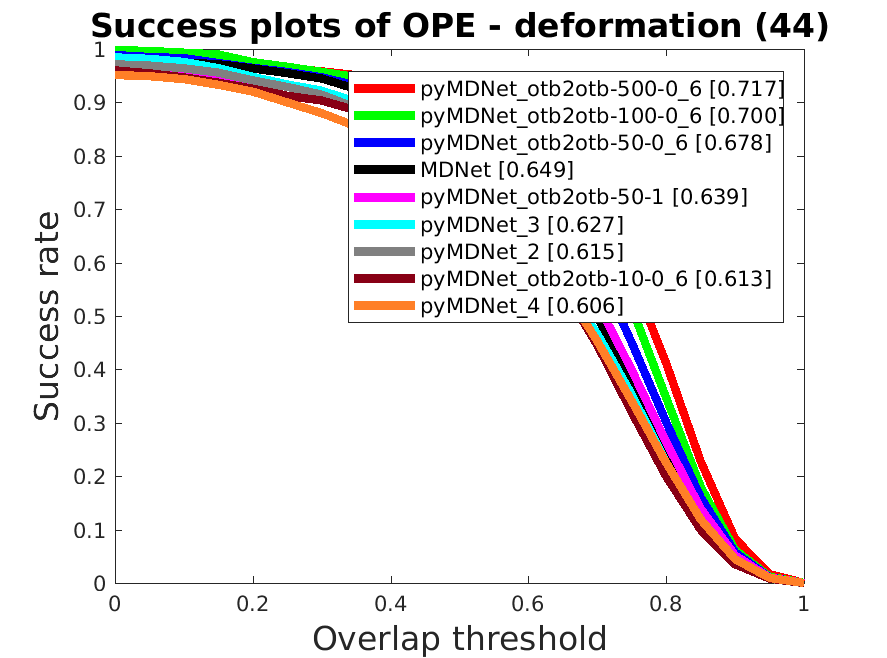 Success plots of OPE - deformation (44)
1
0.9
0.8
0.7
0.6
0.5
0.4
0.3
0.2
0.1
0
Success rate
pyMDNet_otb2otb-500-0_6 [0.717]
pyMDNet_otb2otb-100-0_6 [0.700]
pyMDNet_otb2otb-50-0_6 [0.678]
MDNet [0.649]
pyMDNet_otb2otb-50-1 [0.639]
pyMDNet_3 [0.627]
pyMDNet_2 [0.615]
pyMDNet_otb2otb-10-0_6 [0.613]
pyMDNet_4 [0.606]
0 0.2 0.4 0.6 0.8 1
Overlap threshold